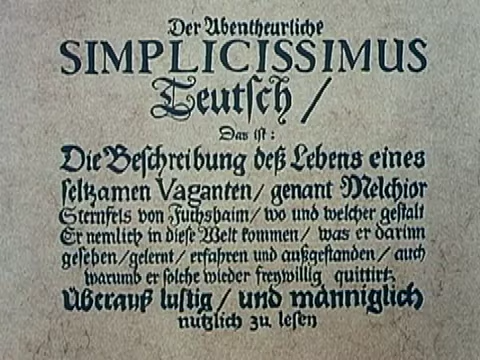 Der Abentheurliche
SIMPLICISSIMUS
Teutſch /
Das iſt:
Die Beſchreibung deß Lebens eines
ſeltzamen Vaganten / genant Melchior
Sternfels von Fuchshaim / wo und welcher geſtalt
Er nemlich in dieſe Welt kommen / was er darinn
geſehen / gelernt / erfahren und außgeſtanden / auch
warumb er ſolche wieder freywillig quittirt.
Überauß luſtig / und männiglich
nutzlich zu leſen